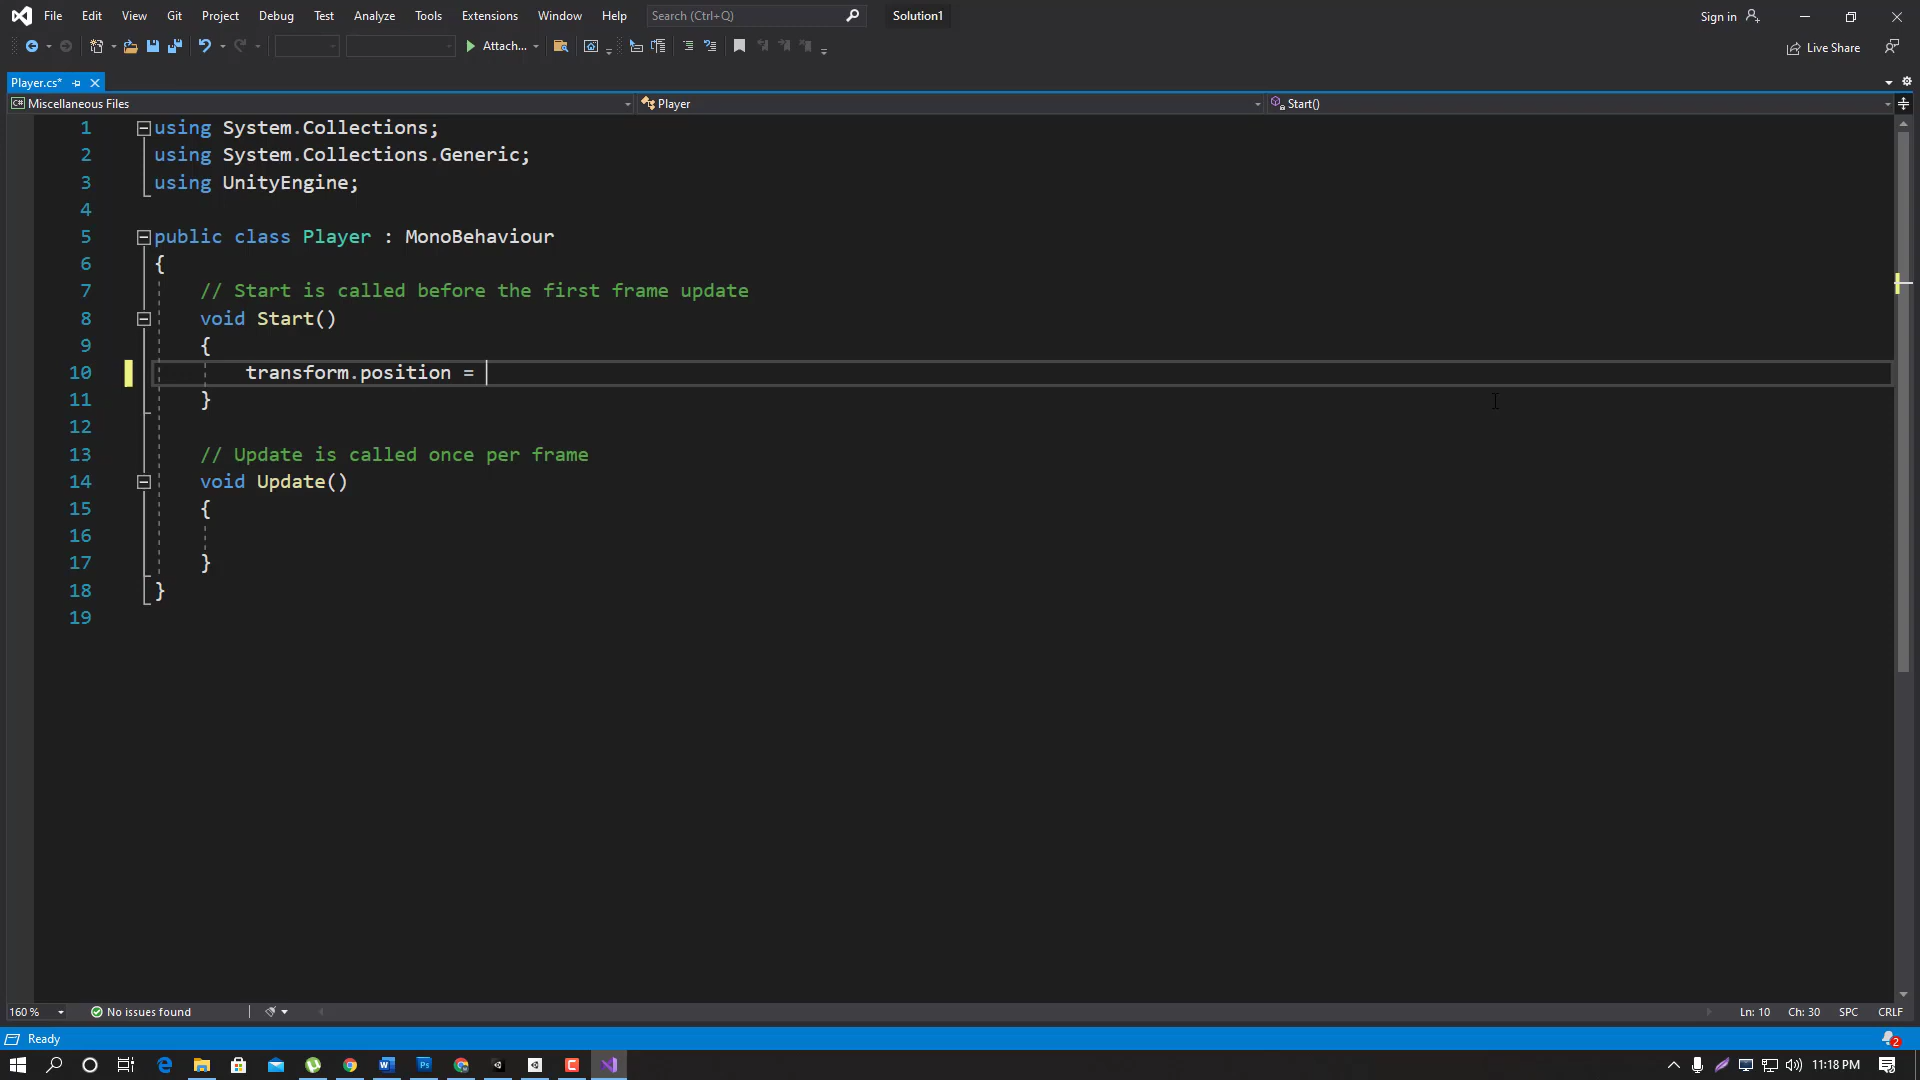 File Edit View Git Project Debug Test Analyze Tools Extensions Window Help Search (Ctrl+Q) Solution1 Sign in
Attach... Live Share
Player.cs*
C# Miscellaneous Files Player Start()
1 using System.Collections;
2 using System.Collections.Generic;
3 using UnityEngine;
4
5 public class Player : MonoBehaviour
6 {
7 // Start is called before the first frame update
8 void Start()
9 {
10 transform.position =
11 }
12
13 // Update is called once per frame
14 void Update()
15 {
16
17 }
18 }
19
160 % No issues found Ln: 10 Ch: 30 SPC CRLF
Ready 2
W Ps 11:18 PM